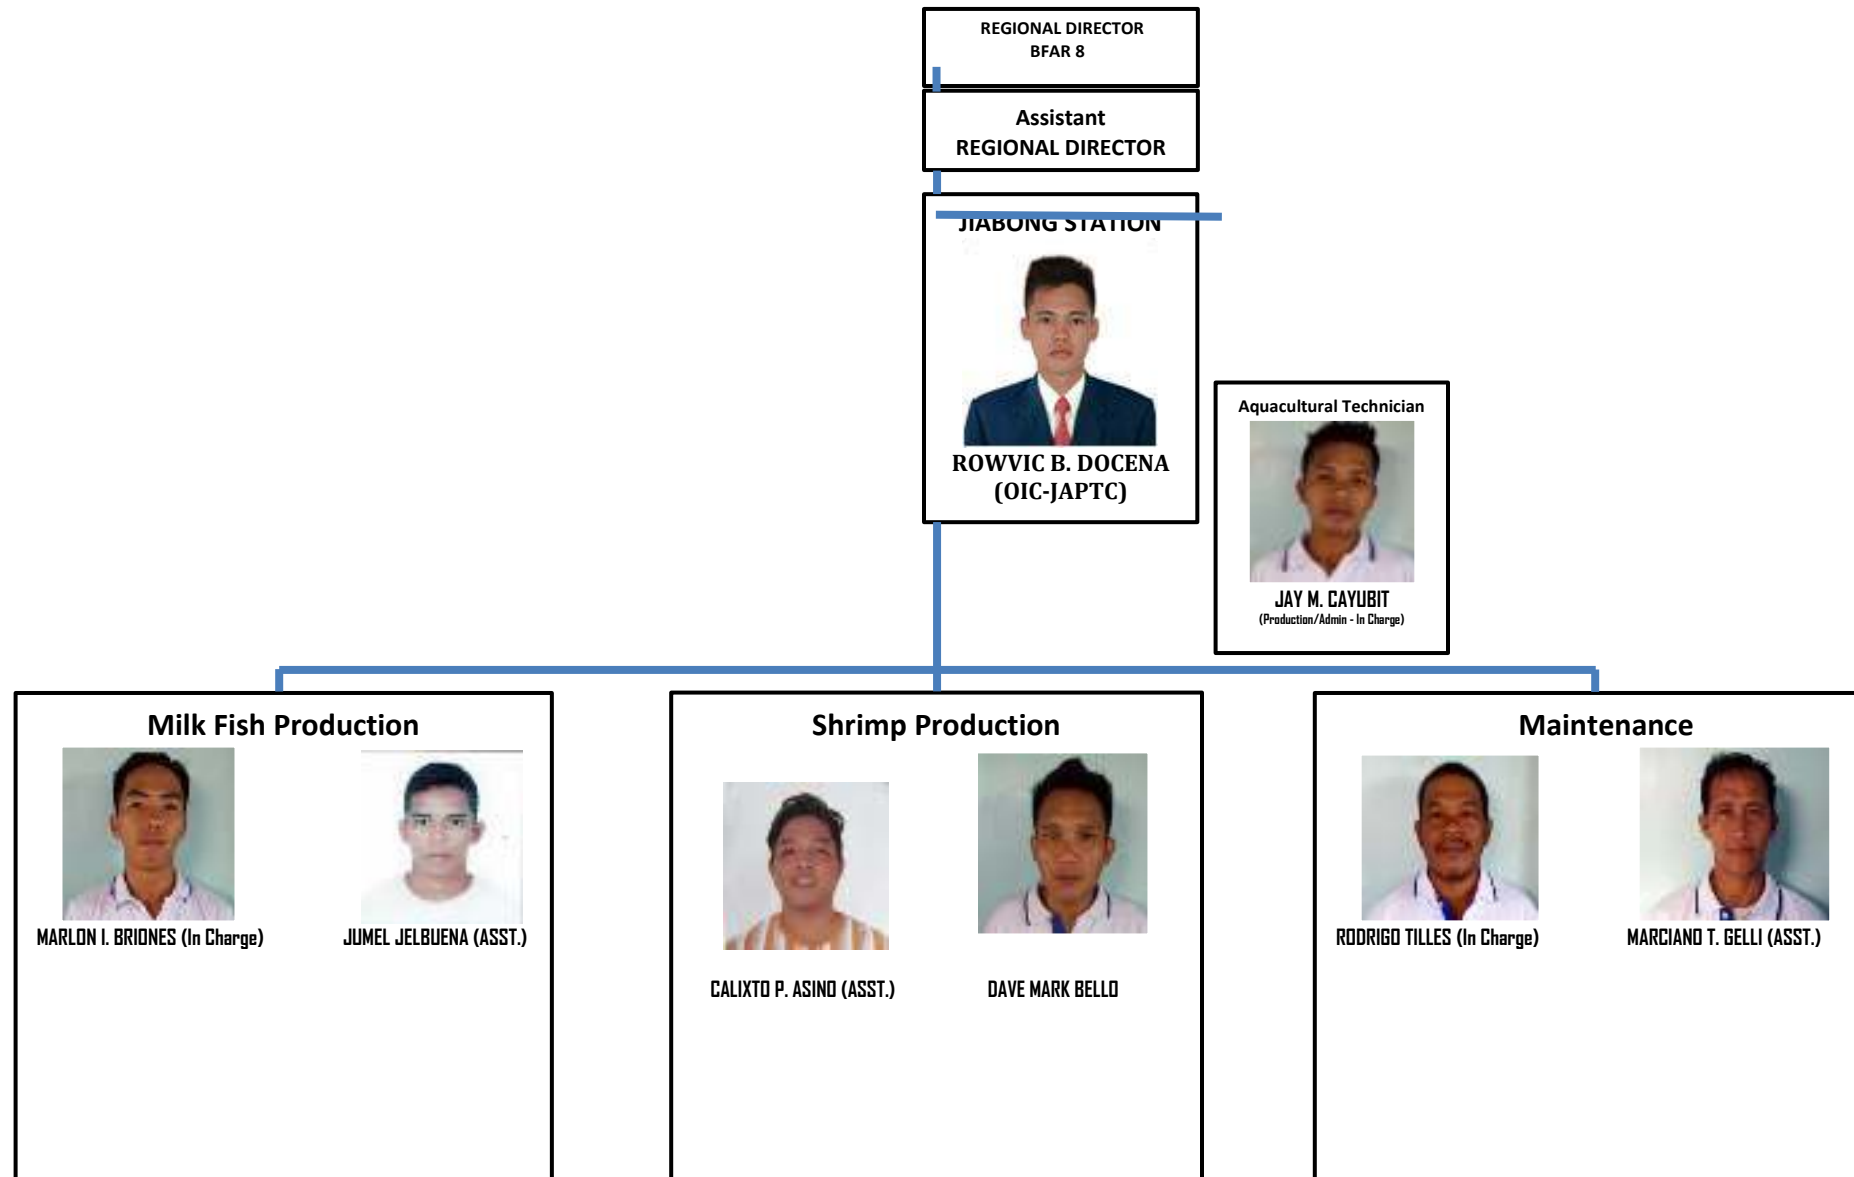 REGIONAL DIRECTOR
BFAR 8
Assistant
REGIONAL DIRECTOR
JIABONG STATION
ROWVIC B. DOCENA
(OIC-JAPTC)
Aquacultural Technician
JAY M. CAYUBIT
(Production/Admin - In Charge)
Milk Fish Production
MARLON I. BRIONES (In Charge)
JUMEL JELBUENA (ASST.)
Shrimp Production
CALIXTO P. ASINO (ASST.)
DAVE MARK BELLO
Maintenance
RODRIGO TILLES (In Charge)
MARCIANO T. GELLI (ASST.)